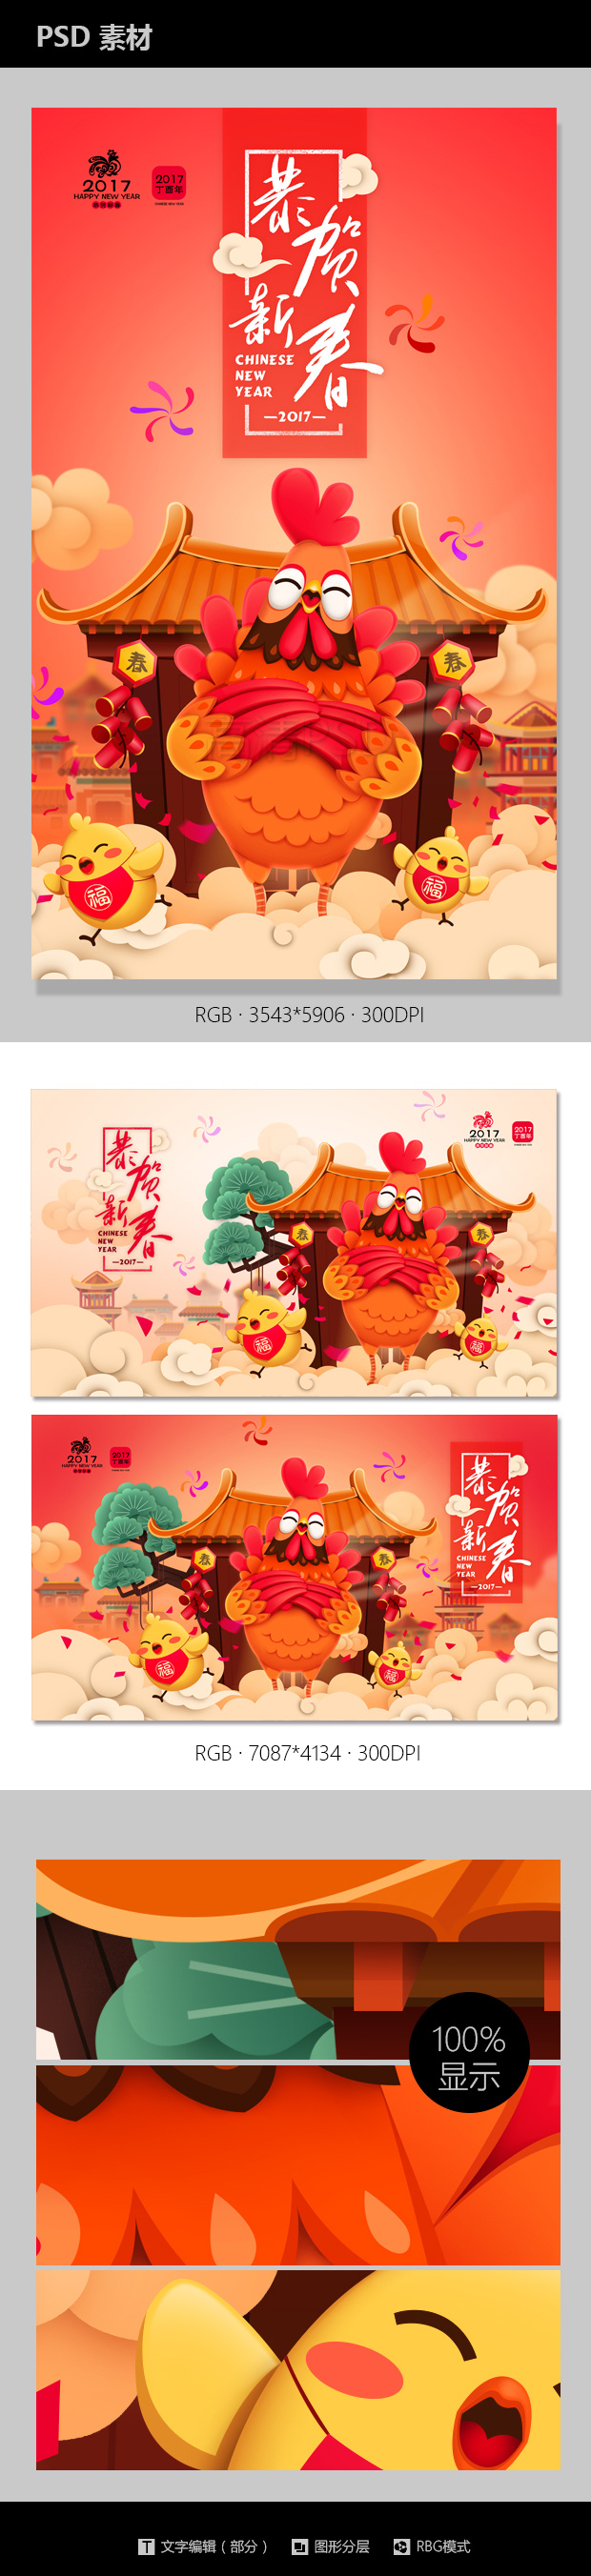 PSD 素材
2017
HAPPY NEW YEAR
2017
丁酉年
恭
贺
新
春
CHINESE
NEW
YEAR
2017
春
春
福
福
RGB · 3543*5906 · 300DPI
恭
贺
新
春
CHINESE
NEW
YEAR
2017
2017
HAPPY NEW YEAR
2017
丁酉年
春
春
福
福
2017
HAPPY NEW YEAR
2017
丁酉年
恭
贺
新
春
CHINESE
NEW
YEAR
2017
春
春
福
福
RGB · 7087*4134 · 300DPI
100%
显示
T 文字编辑（部分） 图形分层 RBG模式